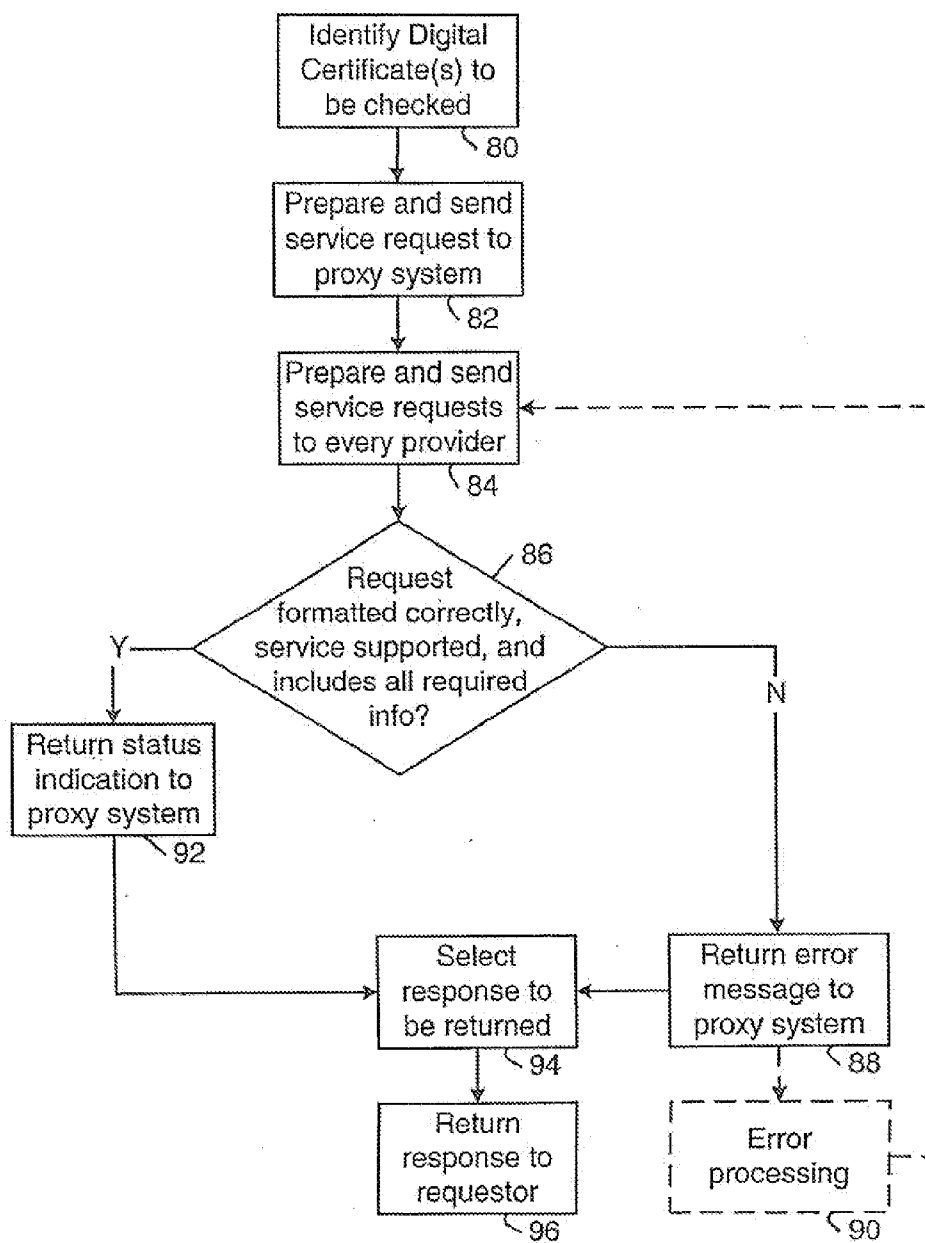 Identify Digital
Certificate(s) to
be checked
80
Prepare and send
service request to
proxy system
82
Prepare and send
service requests
to every provider
84
86
Request
formatted correctly,
service supported, and
includes all required
info?
Y
N
Return status
indication to
proxy system
92
Select
response to
be returned
94
Return error
message to
proxy system
88
Return
response to
requestor
96
Error
processing
90